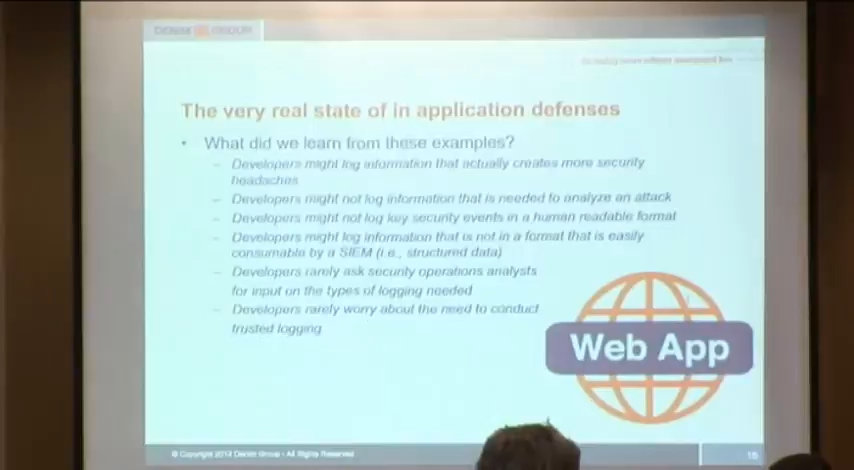 DENIM GROUP
The very real state of in application defenses
• What did we learn from these examples?
– Developers might log information that actually creates more security
headaches
– Developers might not log information that is needed to analyze an attack
– Developers might not log key security events in a human readable format
– Developers might log information that is not in a format that is easily
consumable by a SIEM (i.e., structured data)
– Developers rarely ask security operations analysts
for input on the types of logging needed
– Developers rarely worry about the need to conduct
trusted logging
Web App
© Copyright 2014 Denim Group - All Rights Reserved